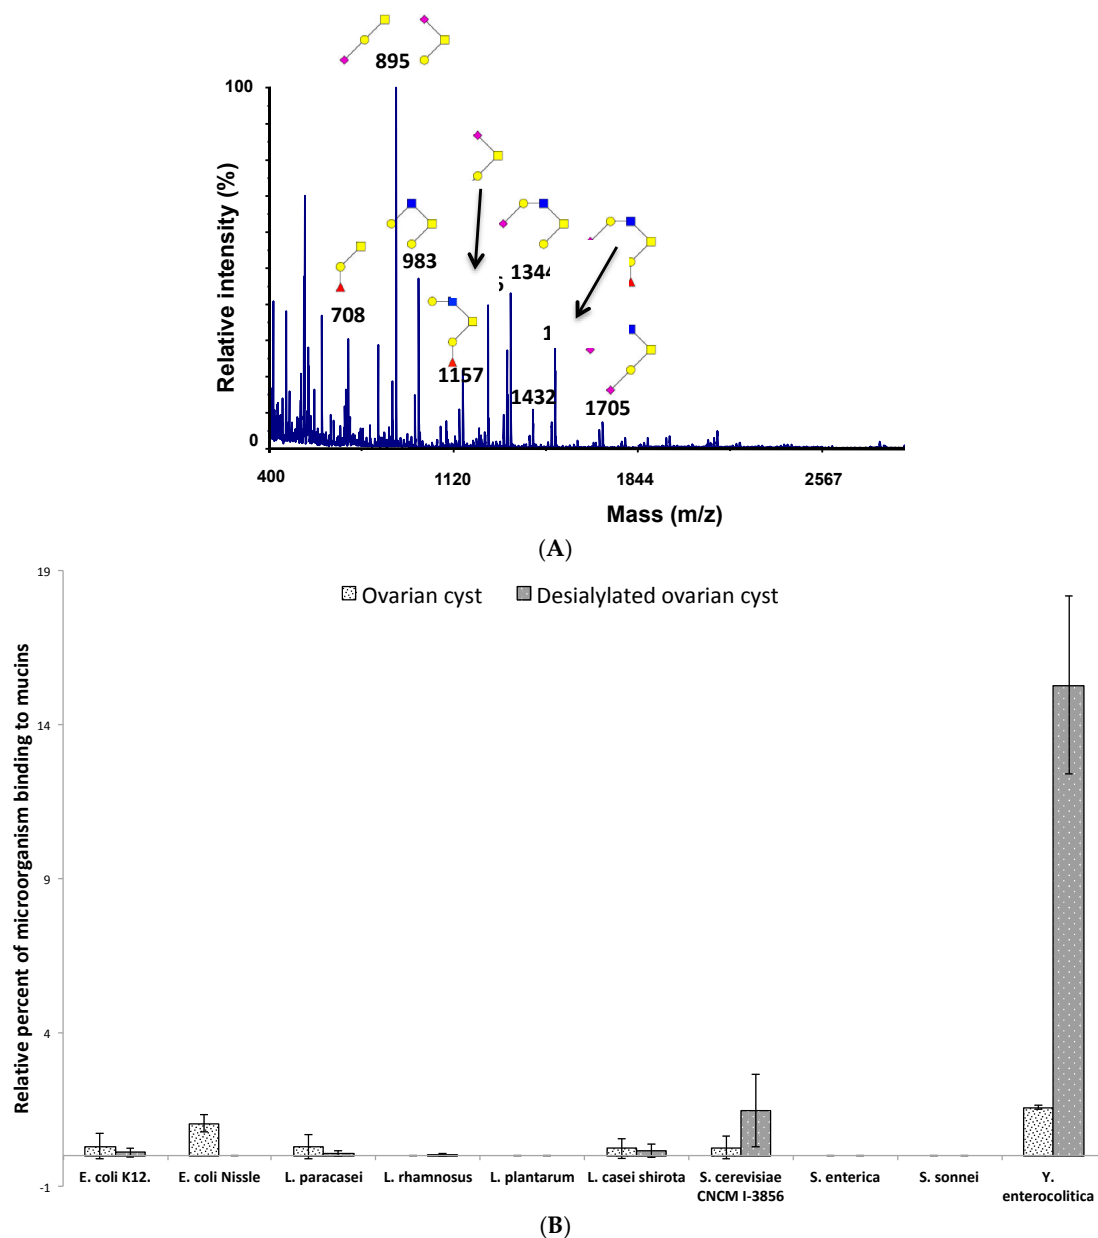 895
100
Relative intensity (%)
983
1344
708
1157
1432
1705
0
400
1120
1844
2567
Mass (m/z)
(A)
19
Ovarian cyst
Desialylated ovarian cyst
Relative percent of microorganism binding to mucins
14
9
4
-1
E. coli K12.
E. coli Nissle
L. paracasei
L. rhamnosus
L. plantarum
L. casei shirota
S. cerevisiae
CNCM I-3856
S. enterica
S. sonnei
Y.
enterocolitica
(B)